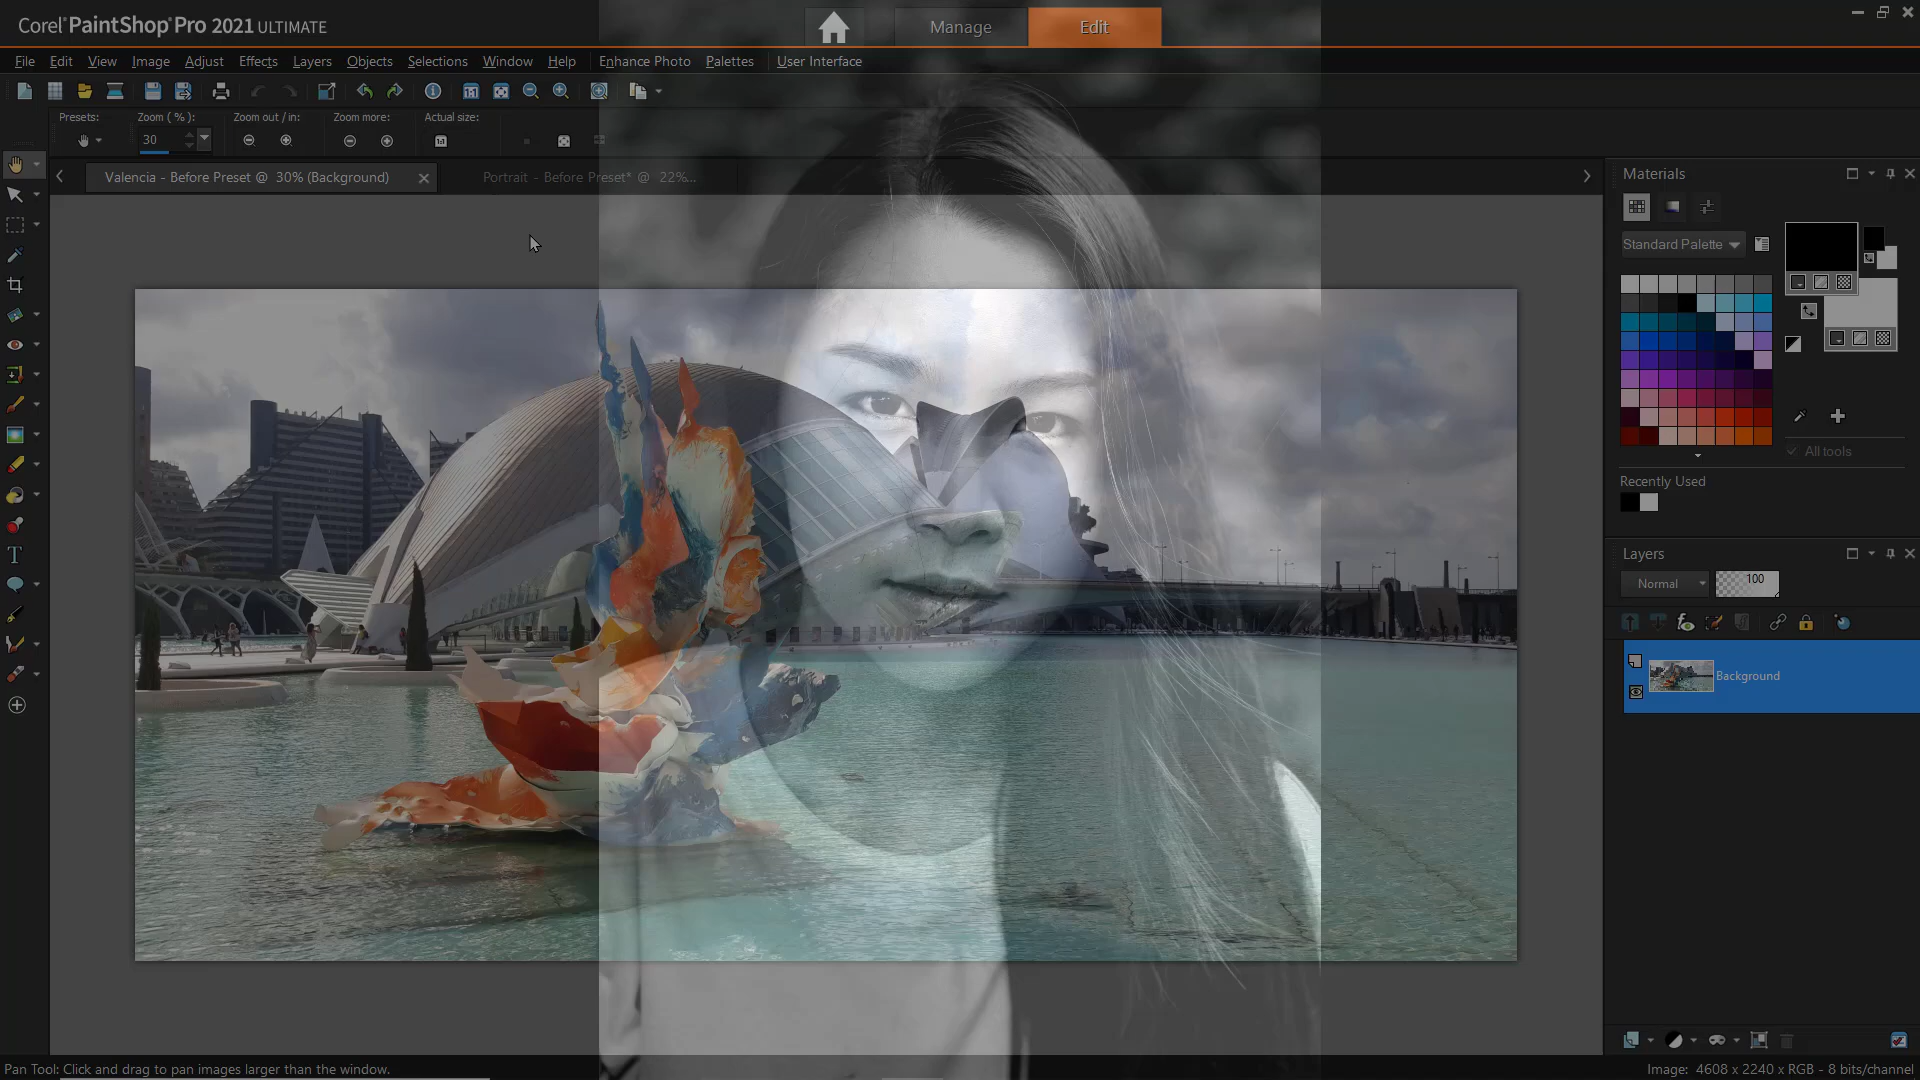 Corel® PaintShop® Pro 2021 ULTIMATE
Manage
Edit
File Edit View Image Adjust Effects Layers Objects Selections Window Help Enhance Photo Palettes User Interface
Presets: Zoom ( % ): Zoom out / in: Zoom more: Actual size:
30
Valencia - Before Preset @ 30% (Background)
Portrait - Before Preset* @ 22%...
Materials
Standard Palette
All tools
Recently Used
Layers
Normal
100
Background
Pan Tool: Click and drag to pan images larger than the window.
Image: 4608 x 2240 x RGB - 8 bits/channel